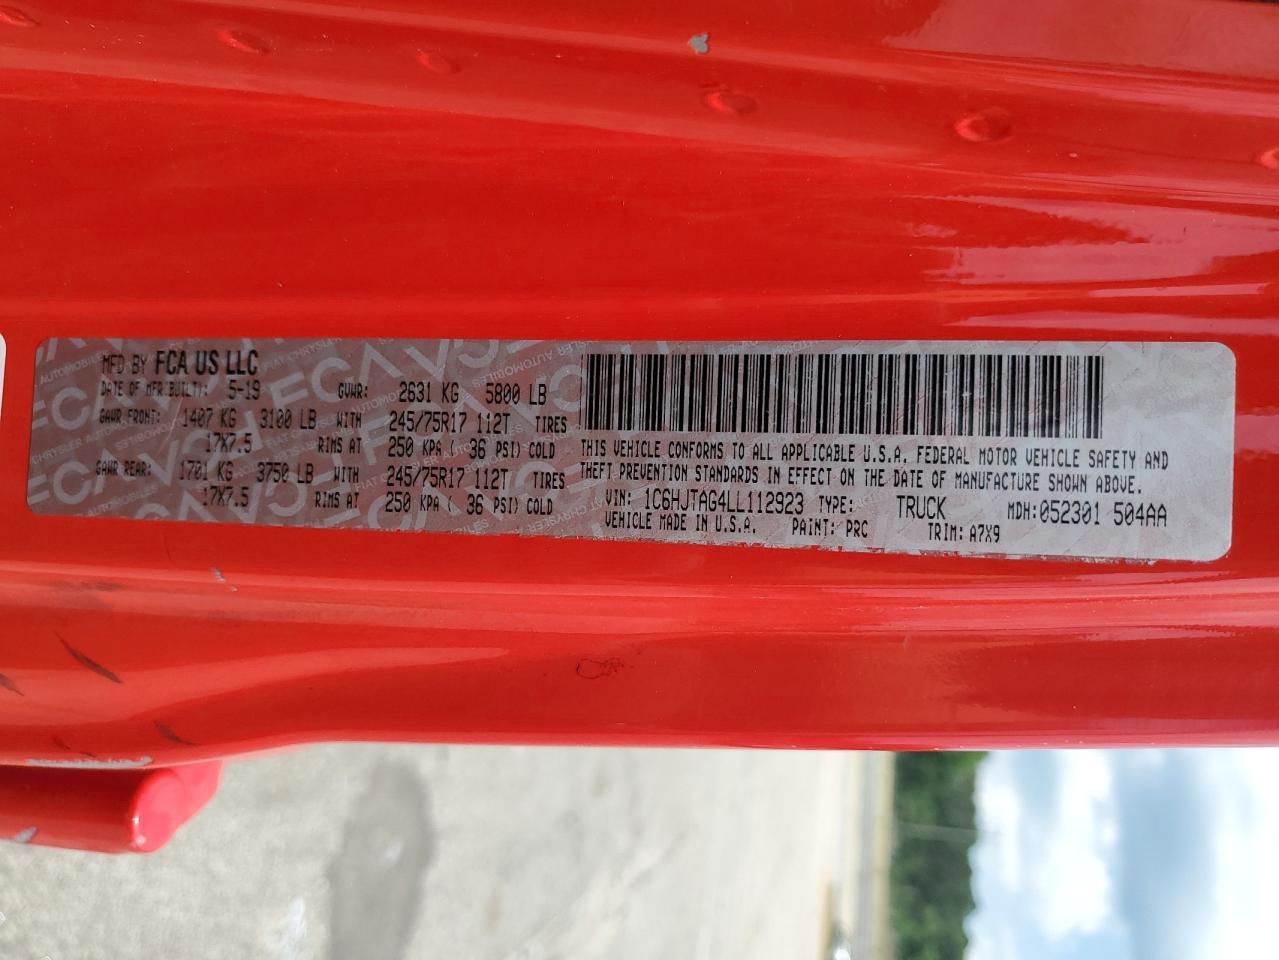 MFD BY FCA US LLC
DATE OF MFR.BUILTY: 5-19 GVWR: 2631 KG 5800 LB
GAWR FRONT: 1407 KG 3100 LB WITH 245/75R17 112T TIRES
17X7.5 RIMS AT 250 KPA ( 36 PSI) COLD
GAWR REAR: 1701 KG 3750 LB WITH 245/75R17 112T TIRES
17X7.5 RIMS AT 250 KPA ( 36 PSI) COLD
THIS VEHICLE CONFORMS TO ALL APPLICABLE U.S.A. FEDERAL MOTOR VEHICLE SAFETY AND
THEFT PREVENTION STANDARDS IN EFFECT ON THE DATE OF MANUFACTURE SHOWN ABOVE.
VIN: 1C6HJTAG4LL112923 TYPE: TRUCK MDH: 052301 504AA
VEHICLE MADE IN U.S.A. PAINT: PRC TRIM: A7X9